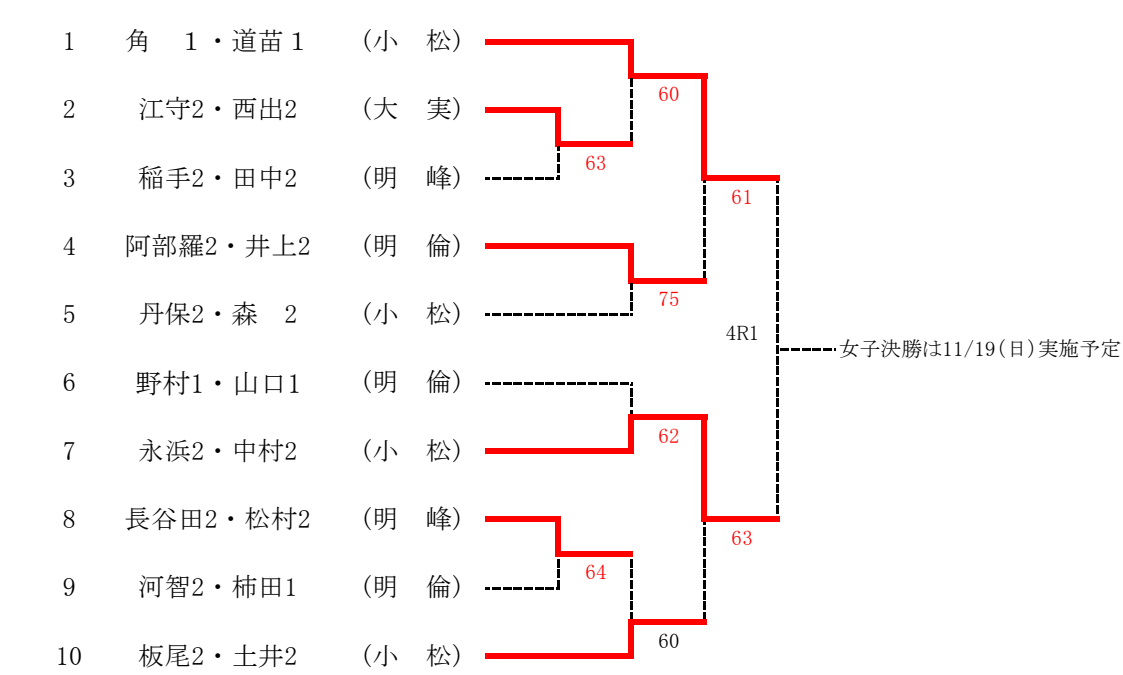 1 角　1・道苗1 (小　松)
60
2 江守2・西出2 (大　実)
63
3 稲手2・田中2 (明　峰)
61
4 阿部羅2・井上2 (明　倫)
75
5 丹保2・森　2 (小　松)
4R1
女子決勝は11/19(日)実施予定
6 野村1・山口1 (明　倫)
62
7 永浜2・中村2 (小　松)
8 長谷田2・松村2 (明　峰)
63
64
9 河智2・柿田1 (明　倫)
60
10 板尾2・土井2 (小　松)